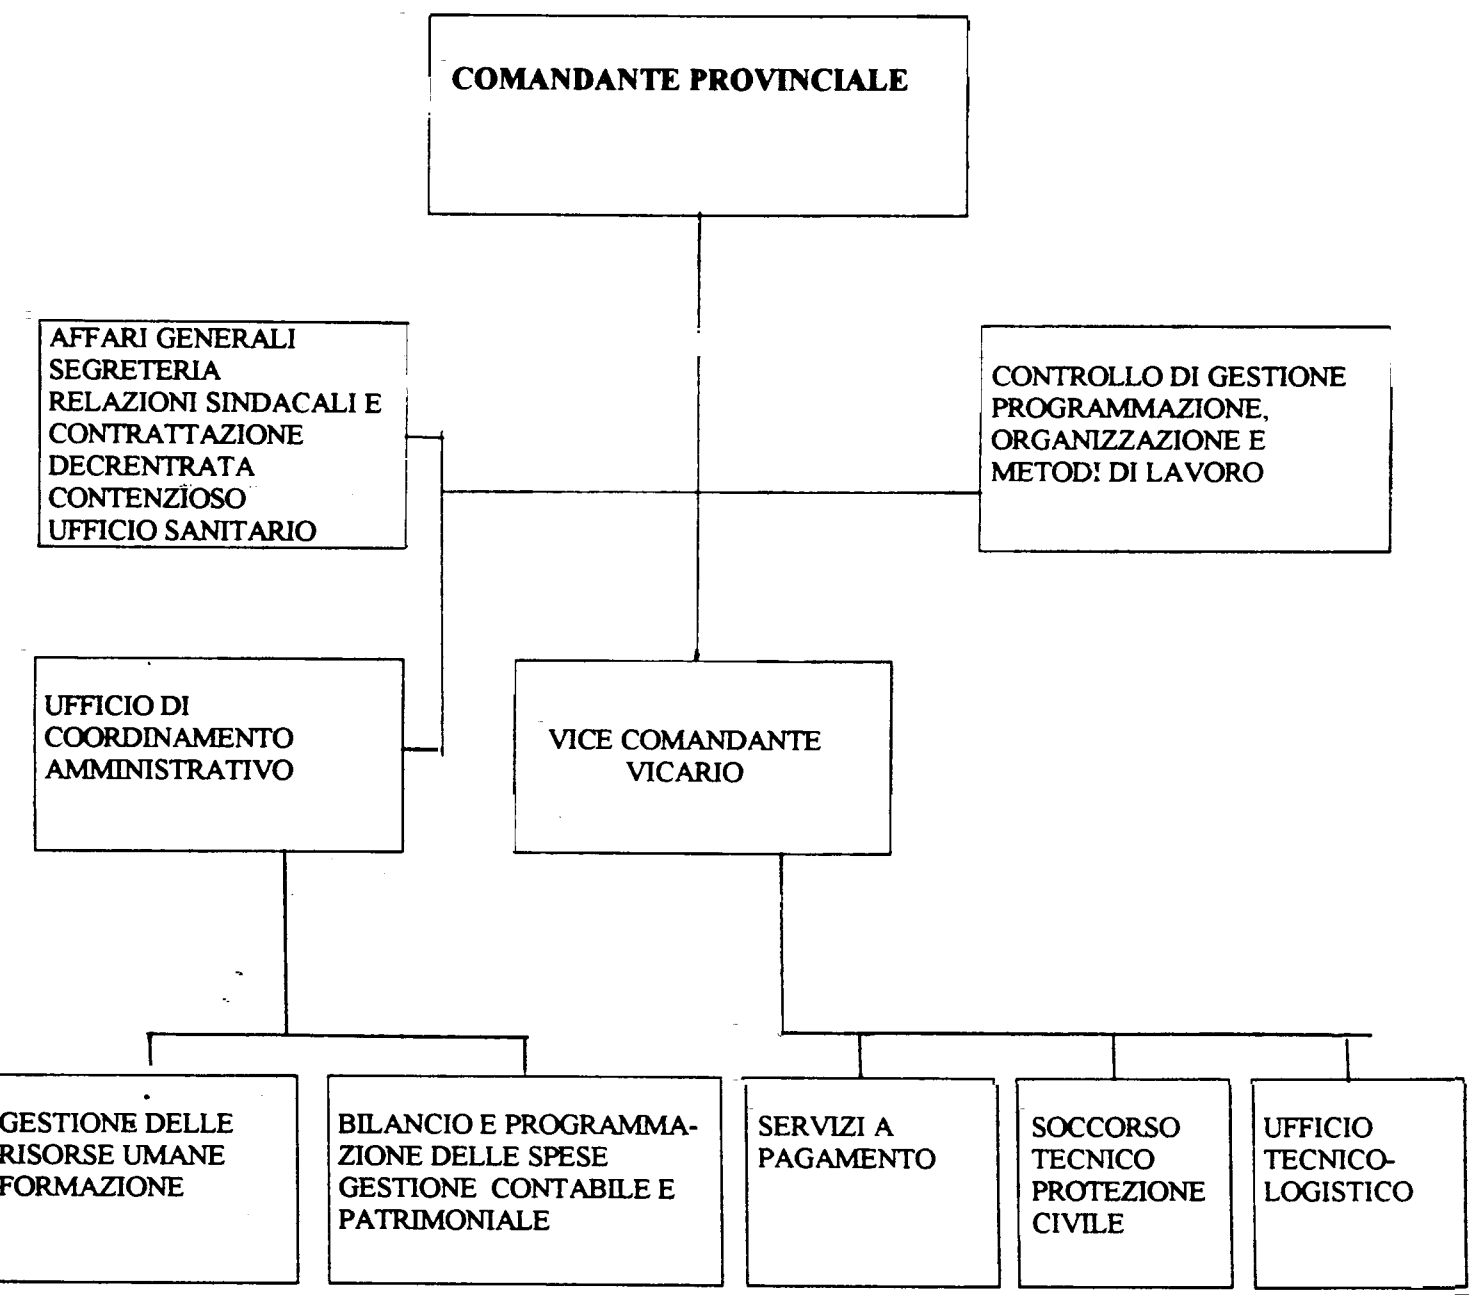 COMANDANTE PROVINCIALE
AFFARI GENERALI
SEGRETERIA
RELAZIONI SINDACALI E
CONTRATTAZIONE
DECRENTRATA
CONTENZIOSO
UFFICIO SANITARIO
CONTROLLO DI GESTIONE
PROGRAMMAZIONE,
ORGANIZZAZIONE E
METODI DI LAVORO
UFFICIO DI
COORDINAMENTO
AMMINISTRATIVO
VICE COMANDANTE
VICARIO
GESTIONE DELLE
RISORSE UMANE
FORMAZIONE
BILANCIO E PROGRAMMA-
ZIONE DELLE SPESE
GESTIONE CONTABILE E
PATRIMONIALE
SERVIZI A
PAGAMENTO
SOCCORSO
TECNICO
PROTEZIONE
CIVILE
UFFICIO
TECNICO-
LOGISTICO